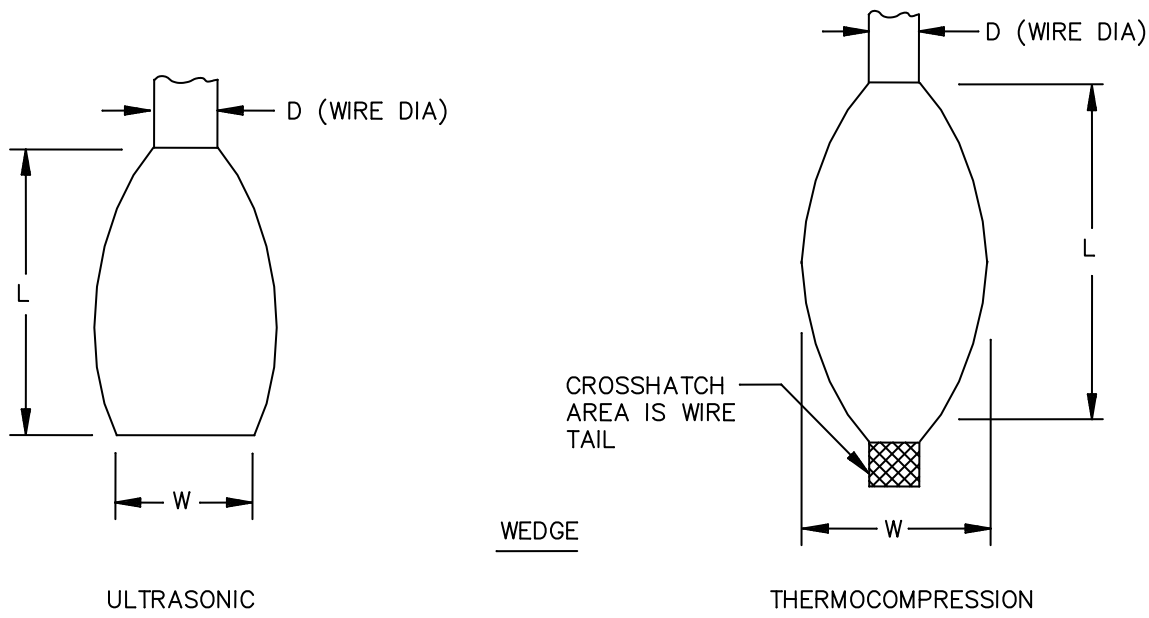 D (WIRE DIA)
D (WIRE DIA)
L
L
CROSSHATCH
AREA IS WIRE
TAIL
W
W
WEDGE
ULTRASONIC
THERMOCOMPRESSION